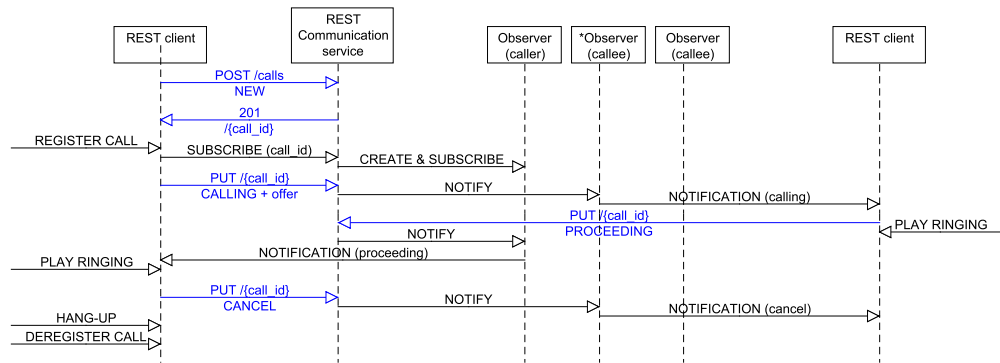 REST client
REST
Communication
service
Observer
(caller)
*Observer
(callee)
Observer
(callee)
REST client
POST /calls
NEW
201
/{call_id}
REGISTER CALL
SUBSCRIBE (call_id)
CREATE & SUBSCRIBE
PUT /{call_id}
CALLING + offer
NOTIFY
NOTIFICATION (calling)
PUT /{call_id}
PROCEEDING
PLAY RINGING
NOTIFY
NOTIFICATION (proceeding)
PLAY RINGING
PUT /{call_id}
CANCEL
NOTIFY
NOTIFICATION (cancel)
HANG-UP
DEREGISTER CALL